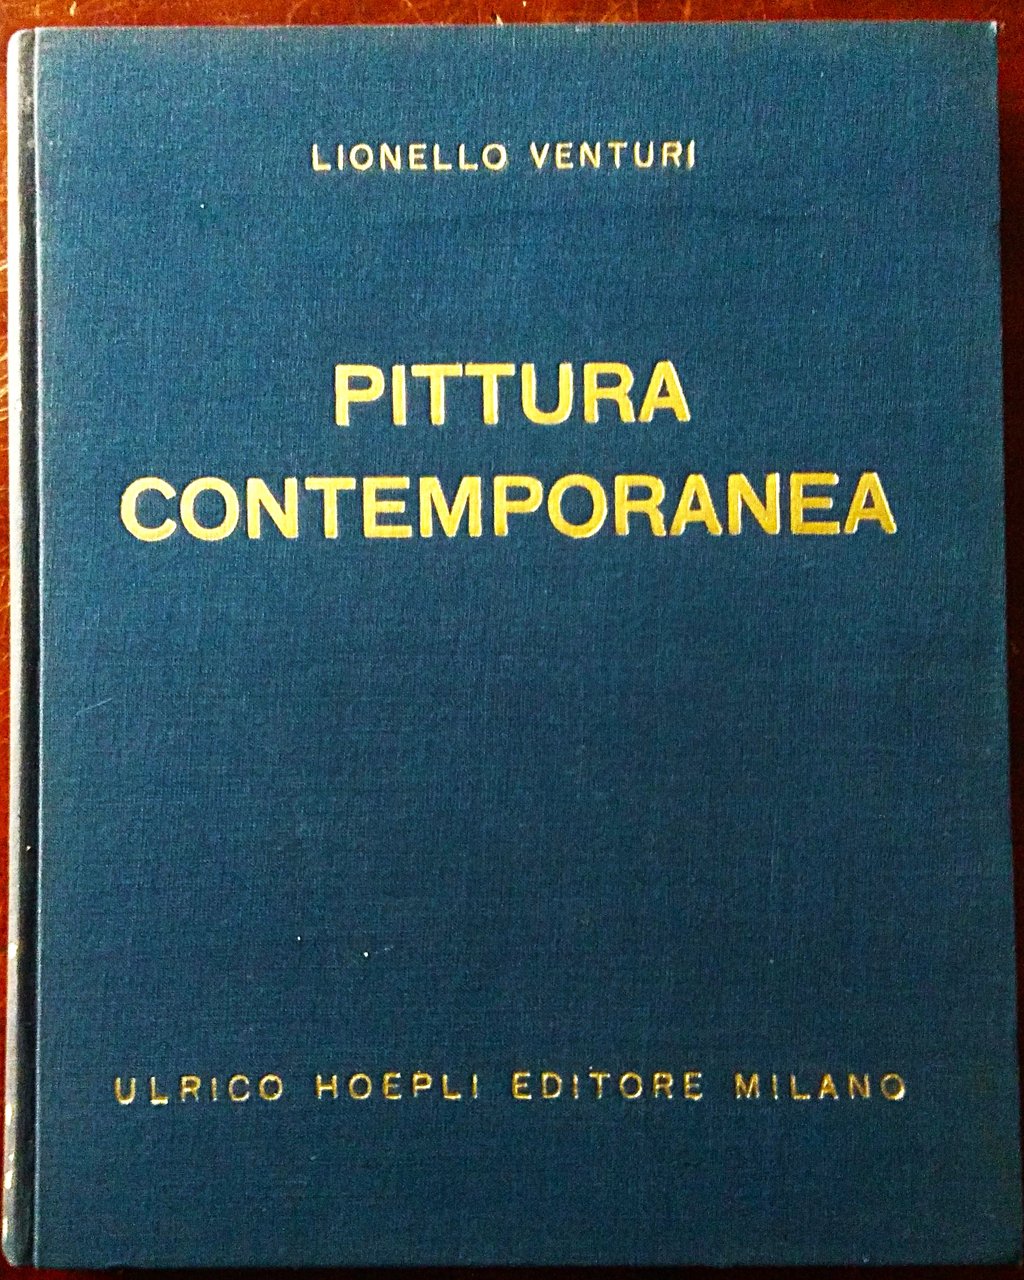 LIONELLO VENTURI
PITTURA
CONTEMPORANEA
ULRICO HOEPLI EDITORE MILANO